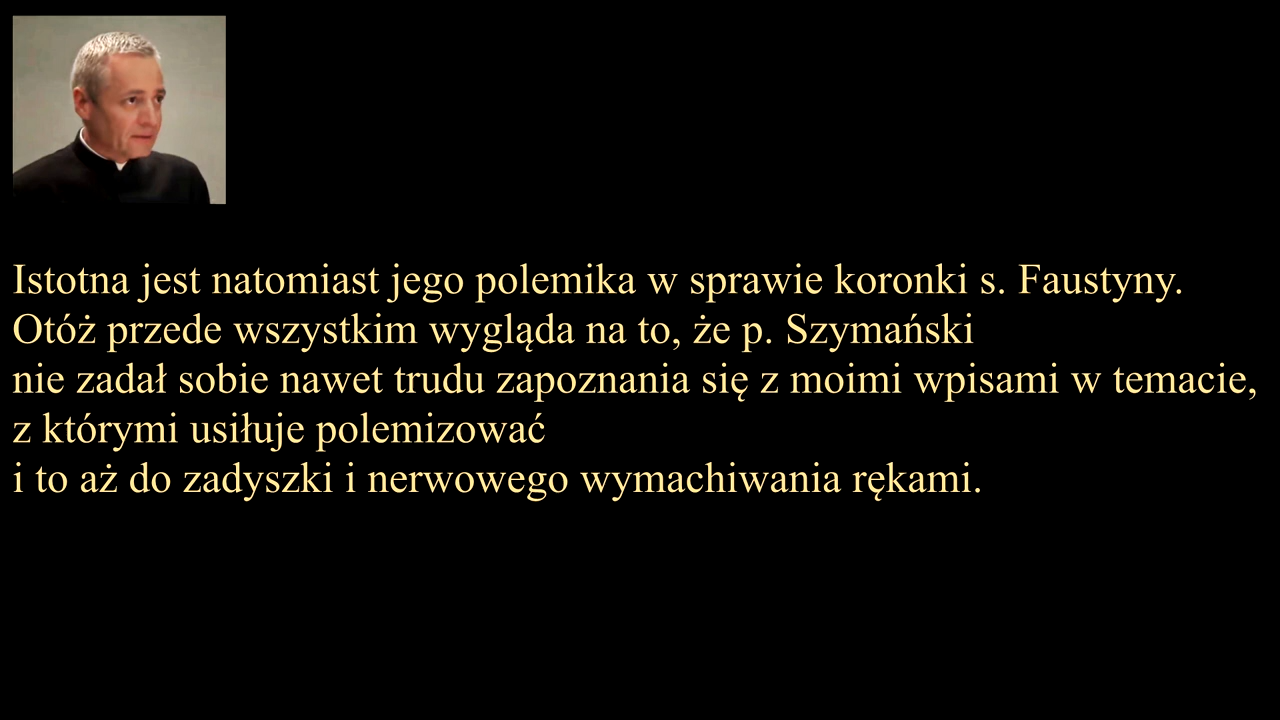 Istotna jest natomiast jego polemika w sprawie koronki s. Faustyny.
Otóż przede wszystkim wygląda na to, że p. Szymański
nie zadał sobie nawet trudu zapoznania się z moimi wpisami w temacie,
z którymi usiłuje polemizować
i to aż do zadyszki i nerwowego wymachiwania rękami.